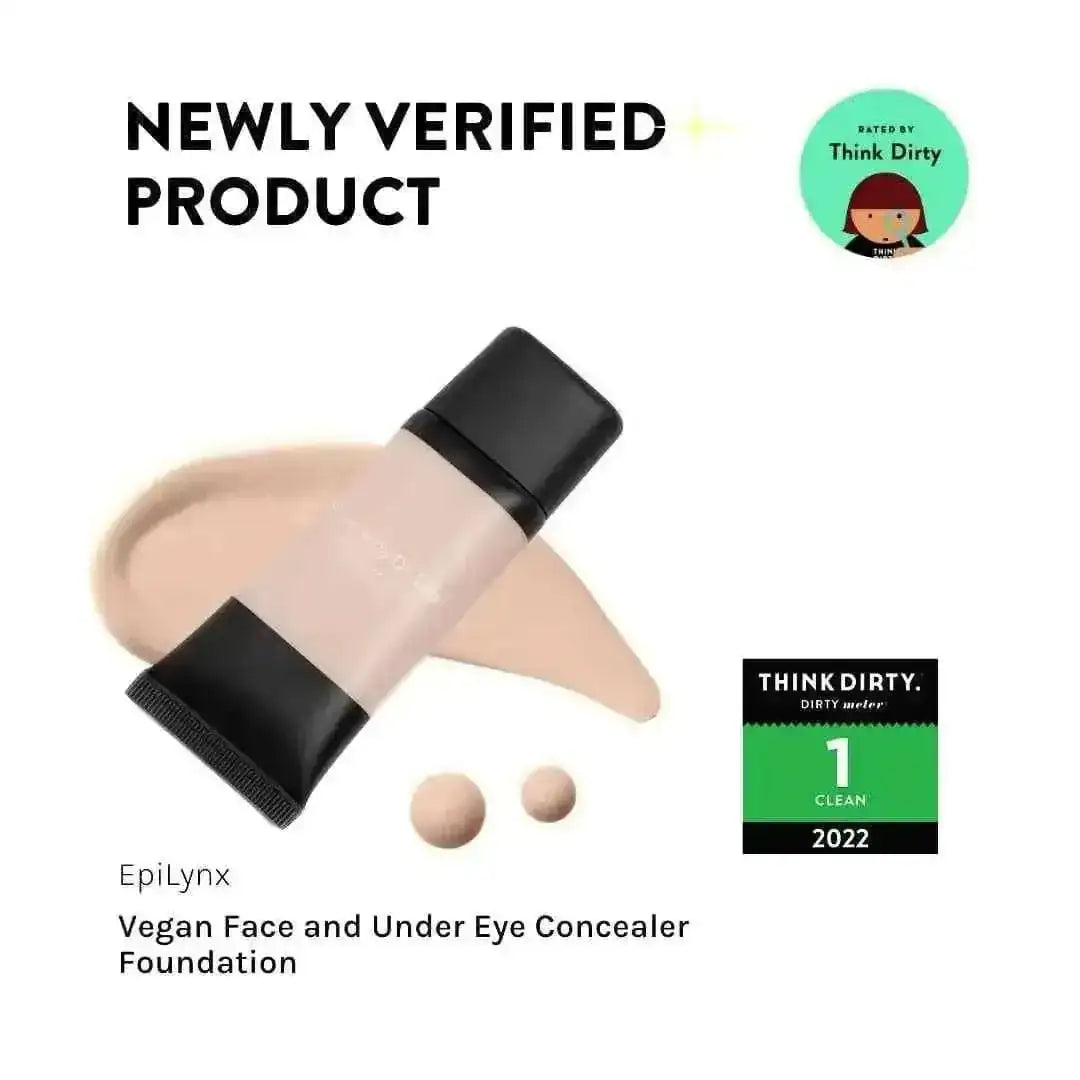 NEWLY VERIFIED
PRODUCT
RATED BY
Think Dirty
THINK DIRTY.
DIRTY meter
1
CLEAN
2022
EpiLynx
Vegan Face and Under Eye Concealer
Foundation